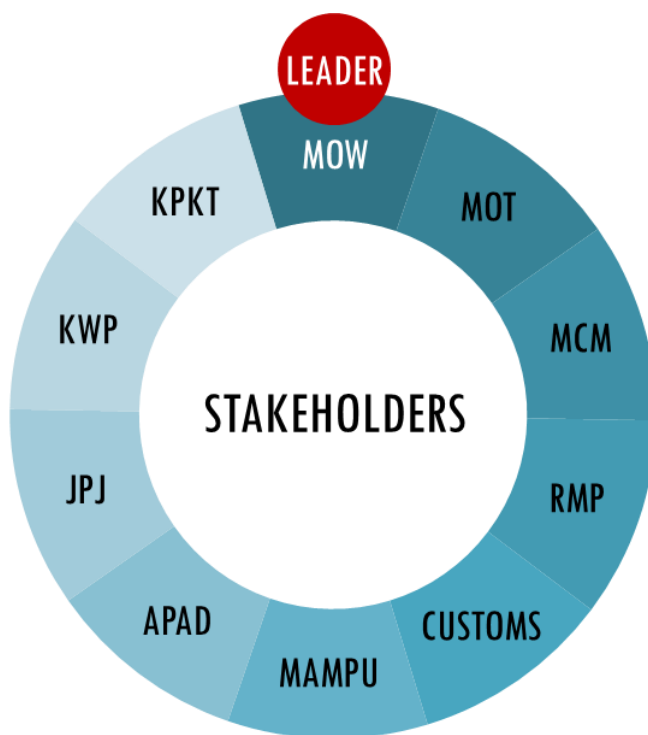 LEADER
MOW
MOT
MCM
RMP
CUSTOMS
MAMPU
APAD
JPJ
KWP
KPKT
STAKEHOLDERS